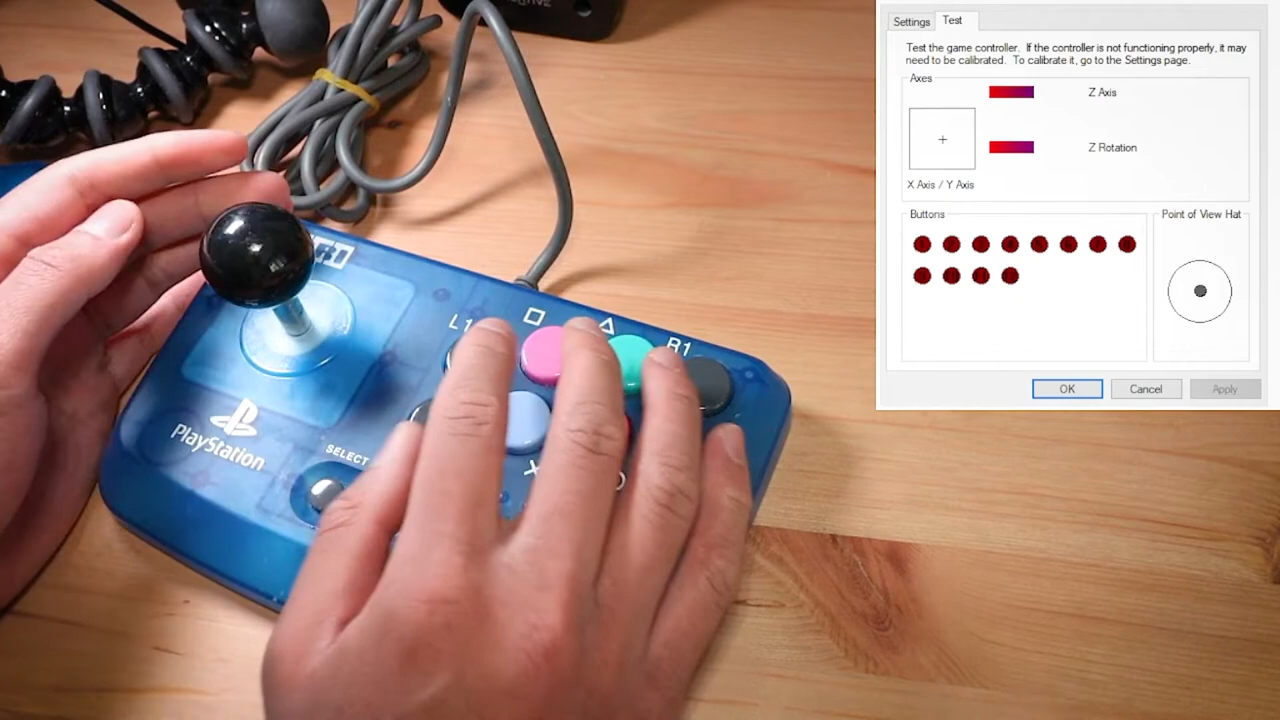 L1
R1
PlayStation
SELECT
Settings
Test
Test the game controller. If the controller is not functioning properly, it may
need to be calibrated. To calibrate it, go to the Settings page.
Axes
Z Axis
Z Rotation
X Axis / Y Axis
Buttons
Point of View Hat
OK
Cancel
Apply